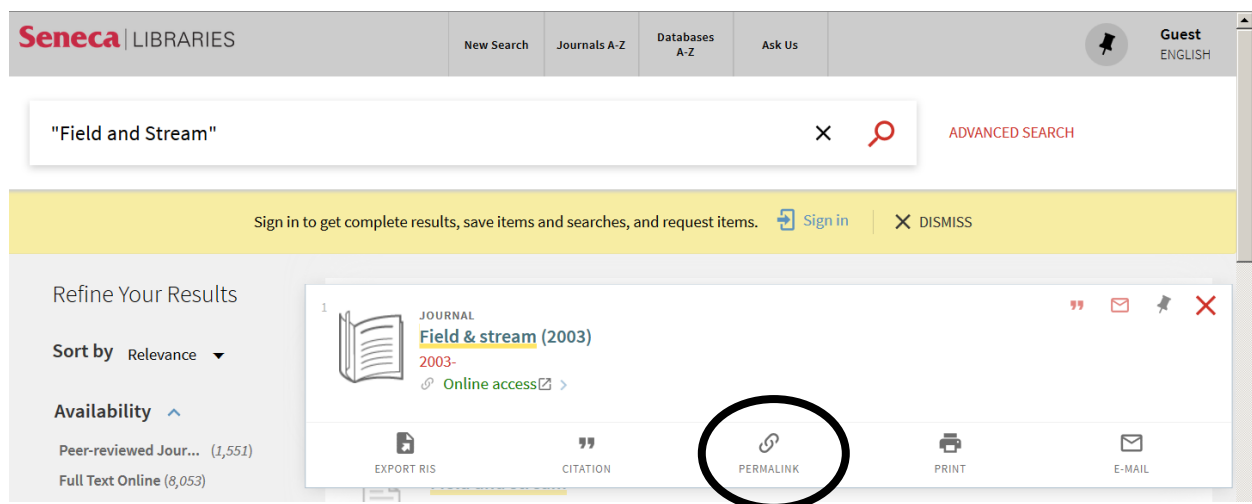 Seneca | LIBRARIES
New Search
Journals A-Z
Databases
A-Z
Ask Us
Guest
ENGLISH
"Field and Stream"
ADVANCED SEARCH
Sign in to get complete results, save items and searches, and request items.
Sign in
DISMISS
Refine Your Results
Sort by Relevance
Availability
Peer-reviewed Jour... (1,551)
Full Text Online (8,053)
1
JOURNAL
Field & stream (2003)
2003-
Online access
EXPORT RIS
CITATION
PERMALINK
PRINT
E-MAIL